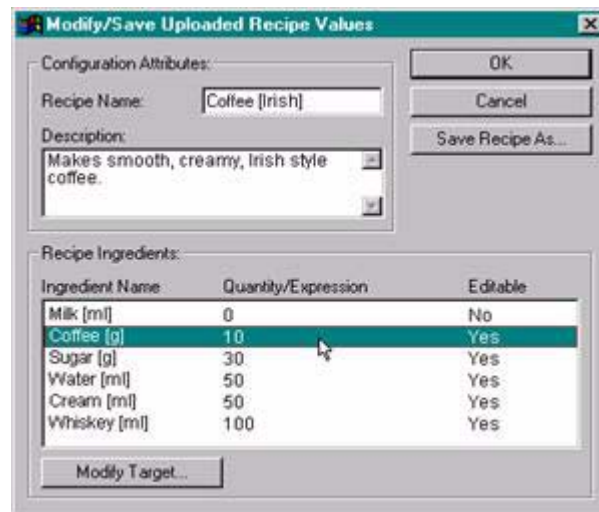 Modify/Save Uploaded Recipe Values
Configuration Attributes:
OK
Recipe Name: Coffee [Irish]
Cancel
Description:
Save Recipe As...
Makes smooth, creamy, Irish style
coffee.
Recipe Ingredients:
Ingredient Name Quantity/Expression Editable
Milk [ml] 0 No
Coffee [g] 10 Yes
Sugar [g] 30 Yes
Water [ml] 50 Yes
Cream [ml] 50 Yes
Whiskey [ml] 100 Yes
Modify Target...